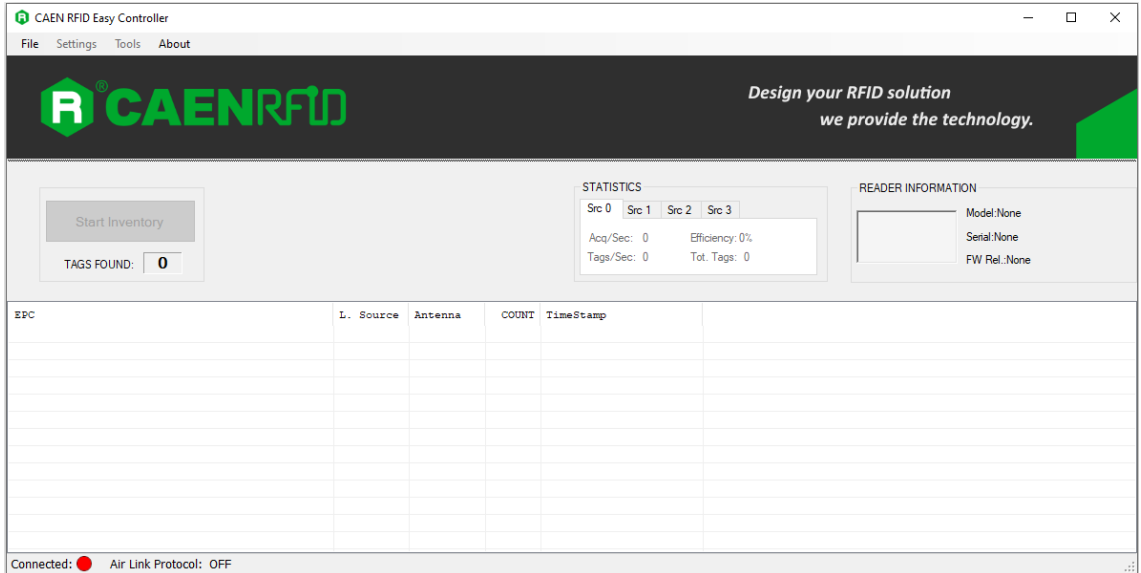 CAEN RFID Easy Controller
File Settings Tools About
R® CAENRFID
Design your RFID solution
we provide the technology.
Start Inventory
TAGS FOUND: 0
STATISTICS
Src 0 Src 1 Src 2 Src 3
Acq/Sec: 0 Efficiency: 0%
Tags/Sec: 0 Tot. Tags: 0
READER INFORMATION
Model:None
Serial:None
FW Rel.:None
EPC L. Source Antenna COUNT TimeStamp
Connected: Air Link Protocol: OFF